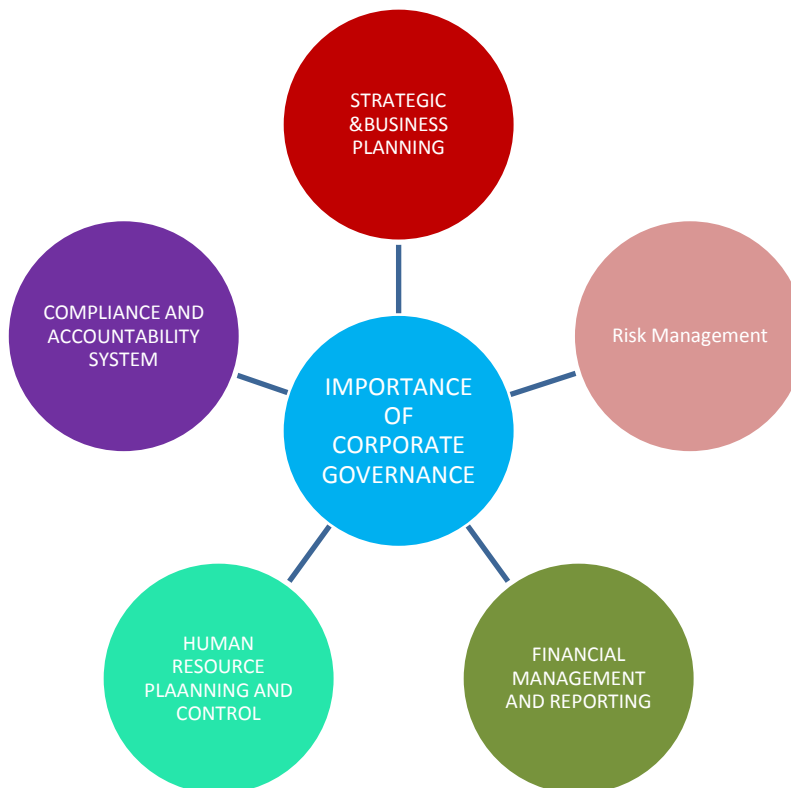 STRATEGIC
&BUSINESS
PLANNING
Risk Management
FINANCIAL
MANAGEMENT
AND REPORTING
HUMAN
RESOURCE
PLAANNING AND
CONTROL
COMPLIANCE AND
ACCOUNTABILITY
SYSTEM
IMPORTANCE
OF
CORPORATE
GOVERNANCE